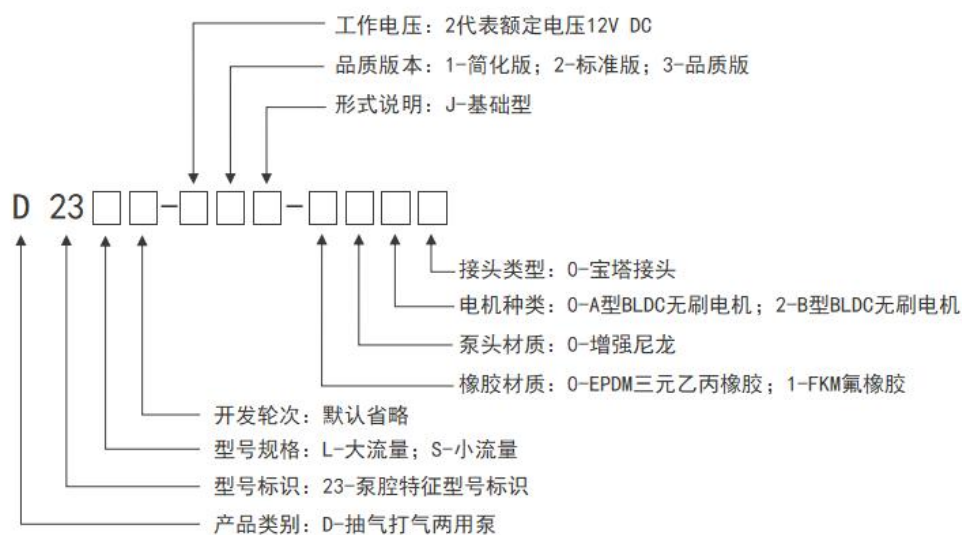 工作电压：2代表额定电压12V DC
品质版本：1-简化版；2-标准版；3-品质版
形式说明：J-基础型
D 23□□-□□□-□□□□
接头类型：0-宝塔接头
电机种类：0-A型BLDC无刷电机；2-B型BLDC无刷电机
泵头材质：0-增强尼龙
橡胶材质：0-EPDM三元乙丙橡胶；1-FKM氟橡胶
开发轮次：默认省略
型号规格：L-大流量；S-小流量
型号标识：23-泵腔特征型号标识
产品类别：D-抽气打气两用泵